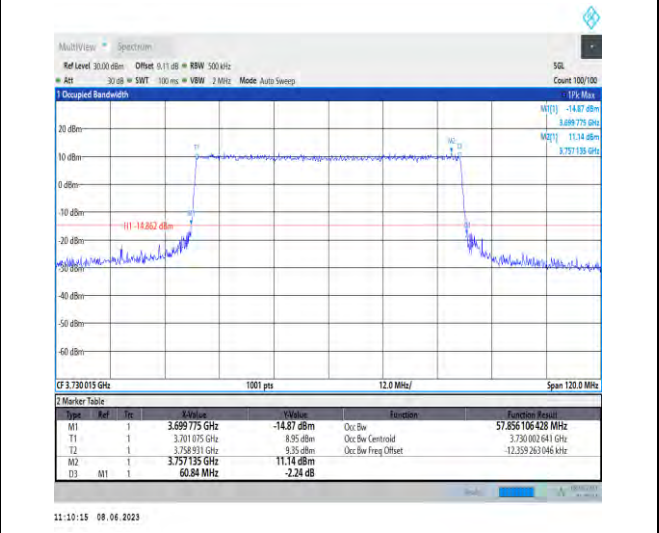 MultiView Spectrum
Ref Level 30.00 dBm Offset 9.11 dB RBW 500 kHz SGL
Att 30 dB SWT 100 ms VBW 2 MHz Mode Auto Sweep Count 100/100
1 Occupied Bandwidth 1Pk Max
M1[1] -14.87 dBm
3.699 775 GHz
M2[1] 11.14 dBm
3.757 135 GHz
20 dBm
M2
T1
T2
10 dBm
0 dBm
-10 dBm
M1
H1 -14.862 dBm
-20 dBm
-30 dBm
-40 dBm
-50 dBm
-60 dBm
CF 3.730 015 GHz 1001 pts 12.0 MHz/ Span 120.0 MHz
2 Marker Table
Type Ref Trc X-Value Y-Value Function Function Result
M1 1 3.699 775 GHz -14.87 dBm Occ Bw 57.856 106 428 MHz
T1 1 3.701 075 GHz 8.95 dBm Occ Bw Centroid 3.730 002 641 GHz
T2 1 3.758 931 GHz 9.35 dBm Occ Bw Freq Offset -12.359 263 046 kHz
M2 1 3.757 135 GHz 11.14 dBm
D3 M1 1 60.84 MHz -2.24 dB
11:10:15 08.06.2023